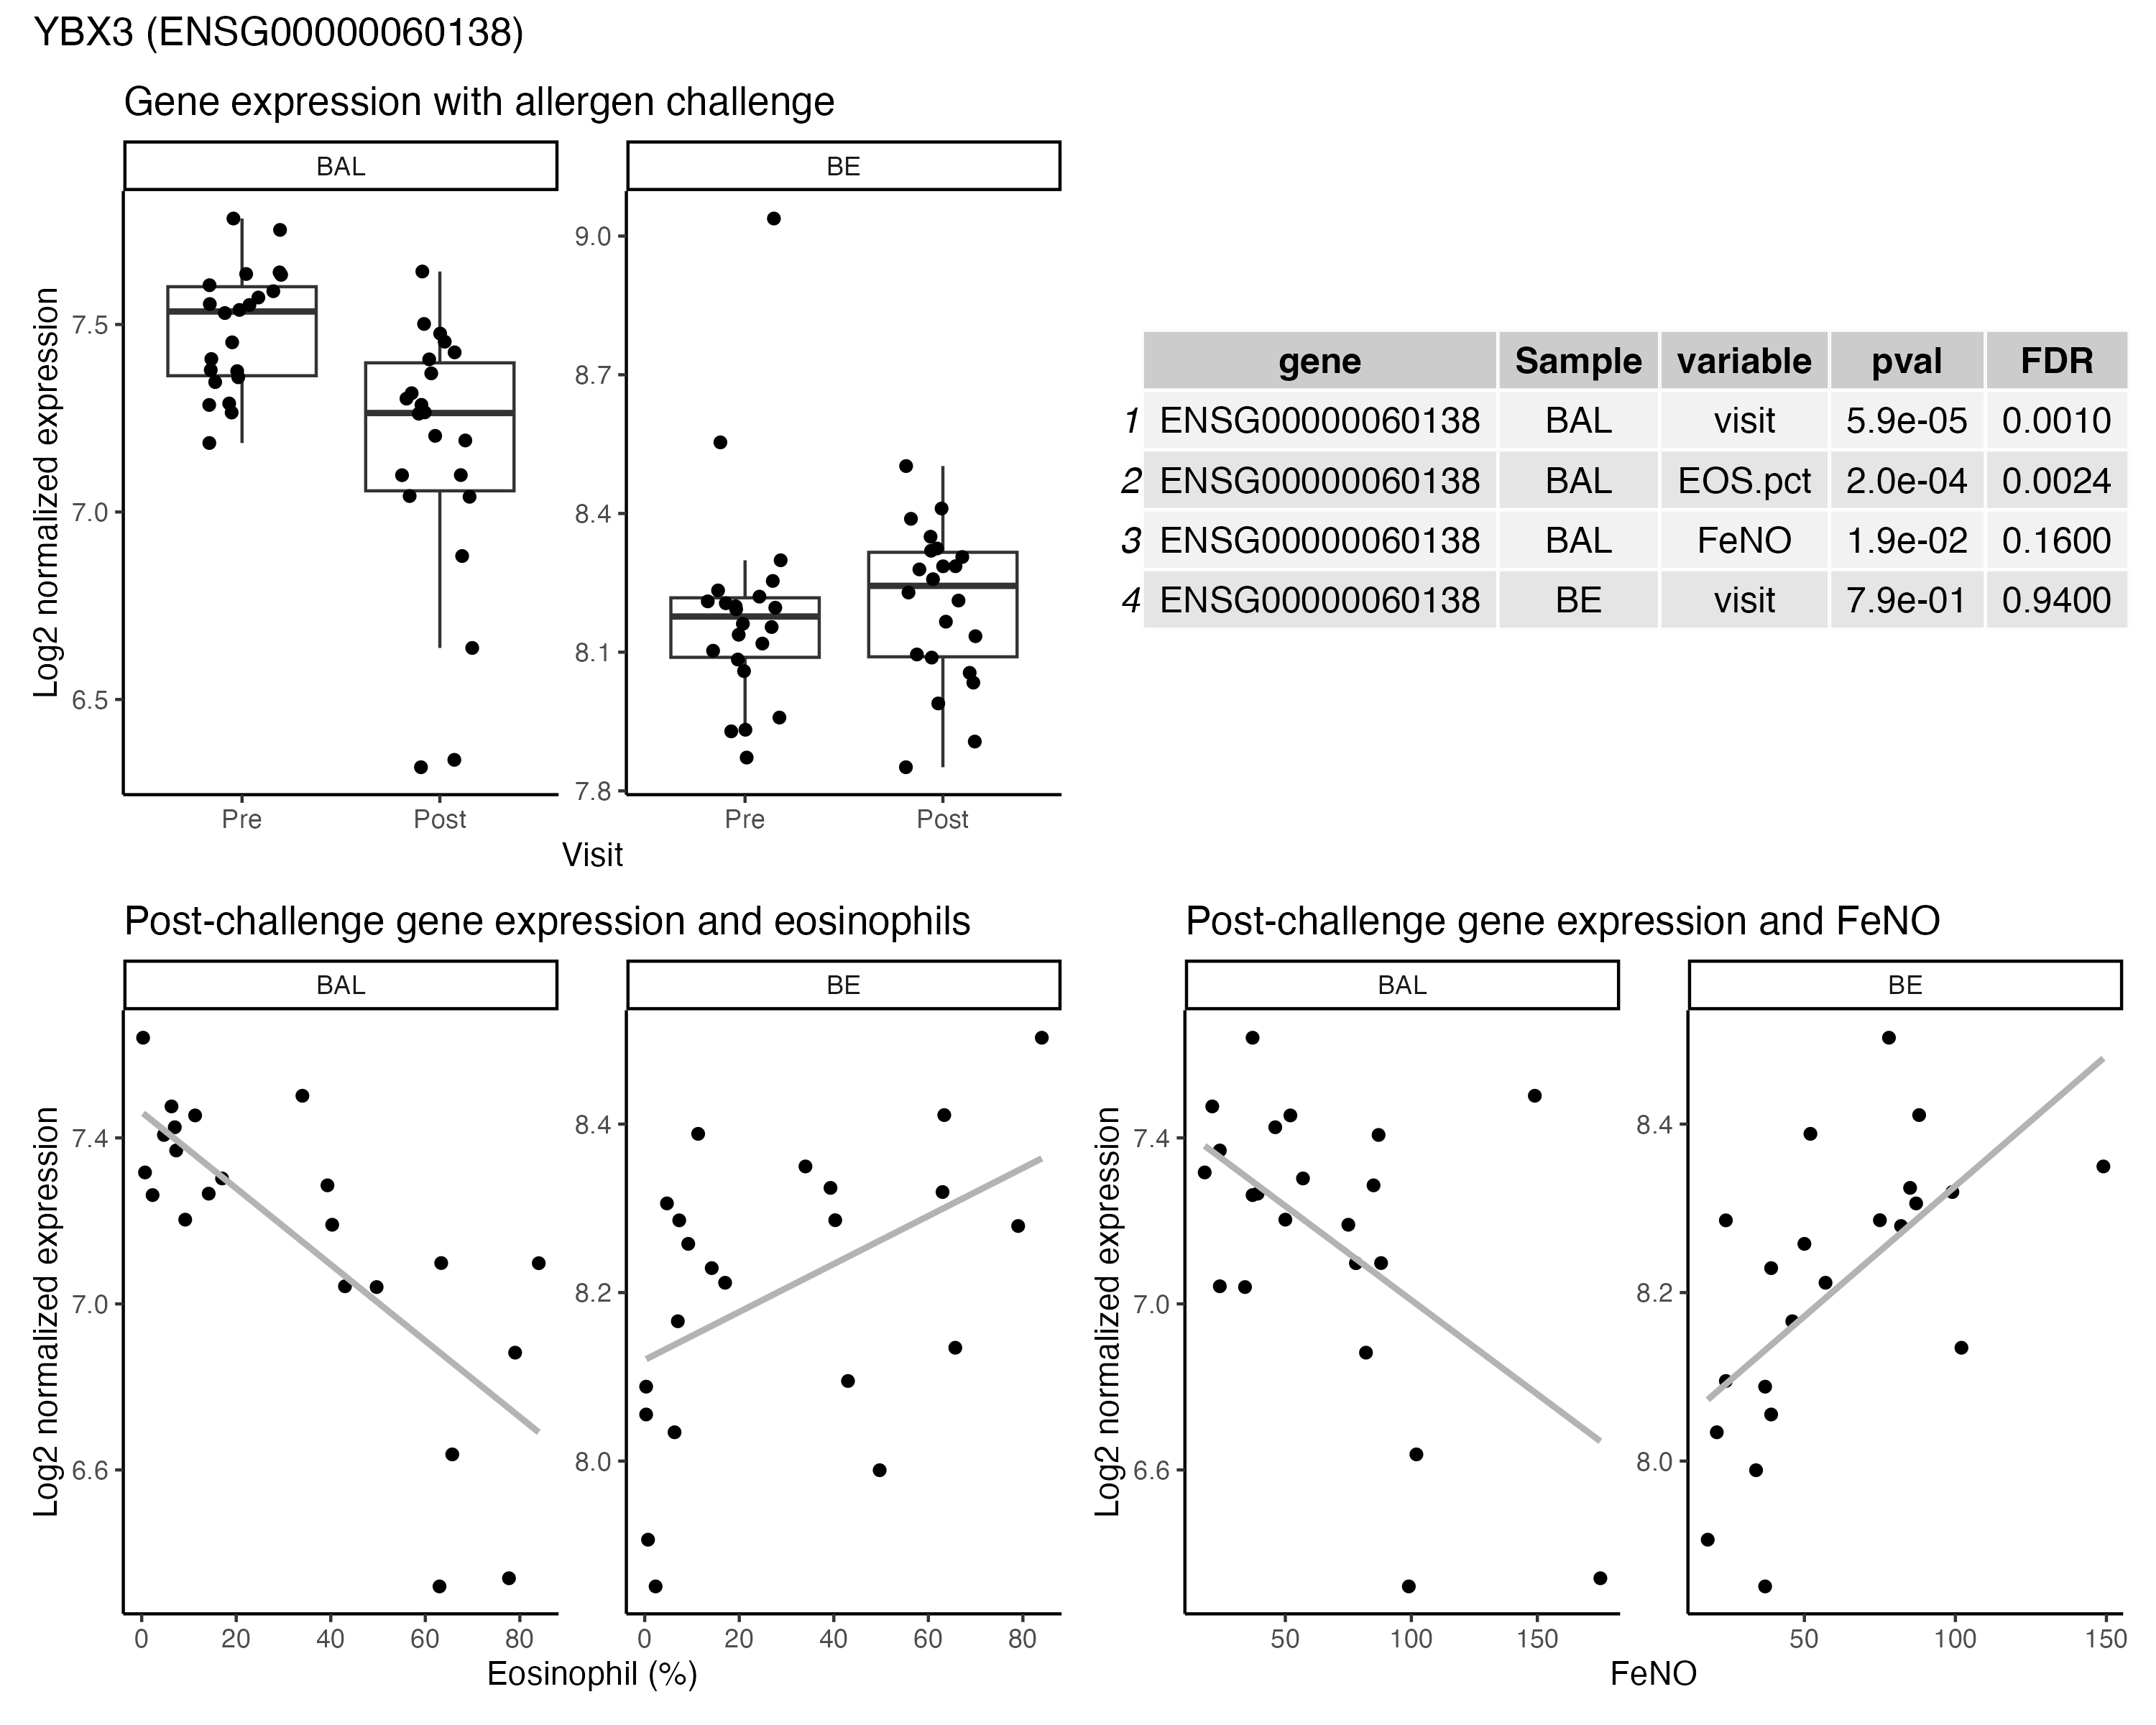 YBX3 (ENSG00000060138)
Gene expression with allergen challenge
BAL
BE
Log2 normalized expression
7.5
7.0
6.5
9.0
8.7
8.4
8.1
7.8
Pre
Post
Pre
Post
Visit
gene Sample variable pval FDR
1 ENSG00000060138 BAL visit 5.9e-05 0.0010
2 ENSG00000060138 BAL EOS.pct 2.0e-04 0.0024
3 ENSG00000060138 BAL FeNO 1.9e-02 0.1600
4 ENSG00000060138 BE visit 7.9e-01 0.9400
Post-challenge gene expression and eosinophils
BAL
BE
Log2 normalized expression
7.4
7.0
6.6
8.4
8.2
8.0
0 20 40 60 80
0 20 40 60 80
Eosinophil (%)
Post-challenge gene expression and FeNO
BAL
BE
Log2 normalized expression
7.4
7.0
6.6
8.4
8.2
8.0
50 100 150
50 100 150
FeNO